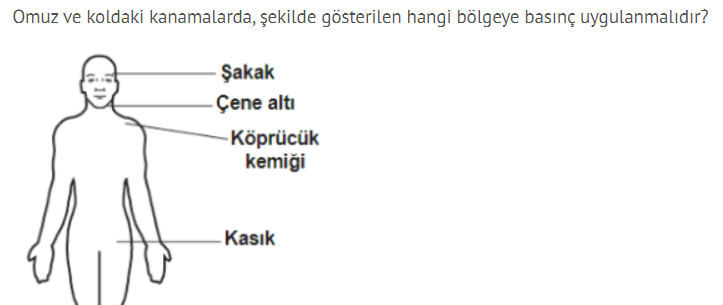 Omuz ve koldaki kanamalarda, şekilde gösterilen hangi bölgeye basınç uygulanmalıdır?
Şakak
Çene altı
Köprücük
kemiği
Kasık